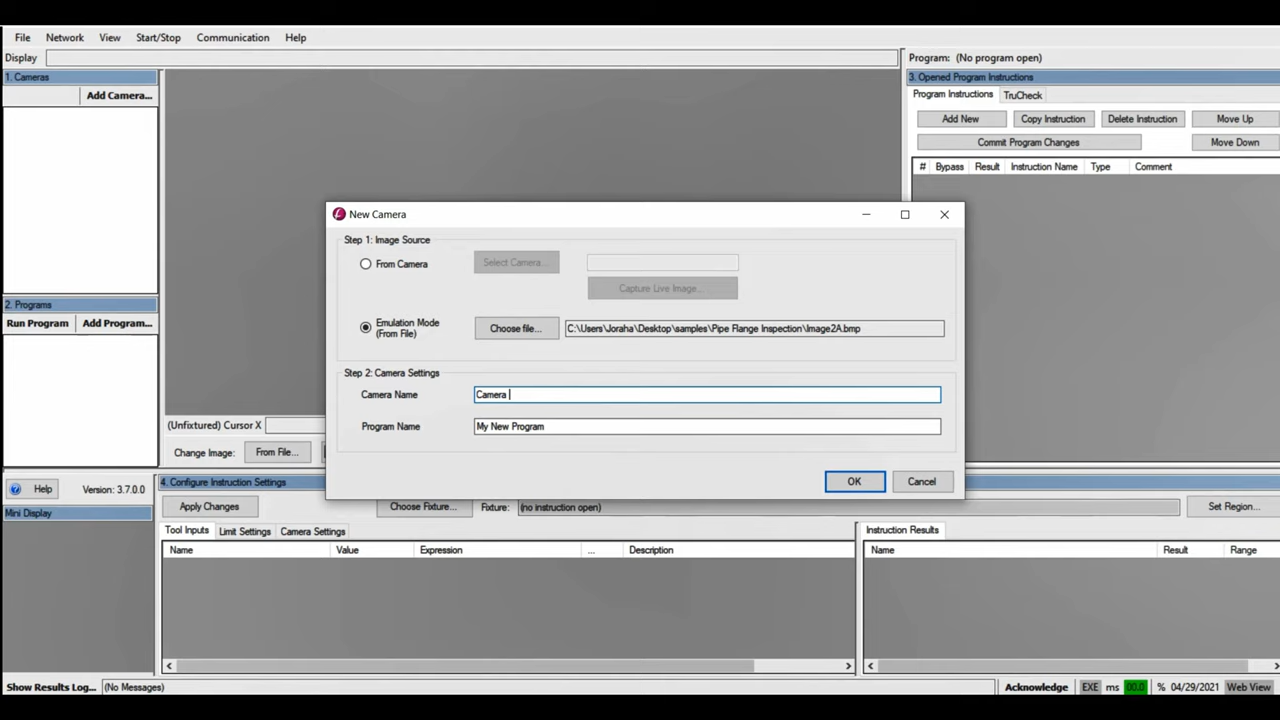 File Network View Start/Stop Communication Help
Display
Program: (No program open)
1. Cameras
3. Opened Program Instructions
Add Camera...
Program Instructions TruCheck
Add New Copy Instruction Delete Instruction Move Up
Commit Program Changes Move Down
# Bypass Result Instruction Name Type Comment
New Camera
Step 1: Image Source
From Camera Select Camera...
Capture Live Image...
2. Programs
Run Program Add Program...
Emulation Mode
(From File)
Choose file... C:\Users\Joraha\Desktop\samples\Pipe Flange Inspection\Image2A.bmp
Step 2: Camera Settings
Camera Name Camera
Program Name My New Program
(Unfixtured) Cursor X
Change Image: From File...
OK Cancel
Help Version: 3.7.0.0
4. Configure Instruction Settings
Mini Display
Apply Changes Choose Fixture... Fixture: (no instruction open) Set Region...
Tool Inputs Limit Settings Camera Settings
Instruction Results
Name Value Expression ... Description
Name Result Range
Show Results Log... (No Messages) Acknowledge EXE ms 00.0 % 04/29/2021 Web View